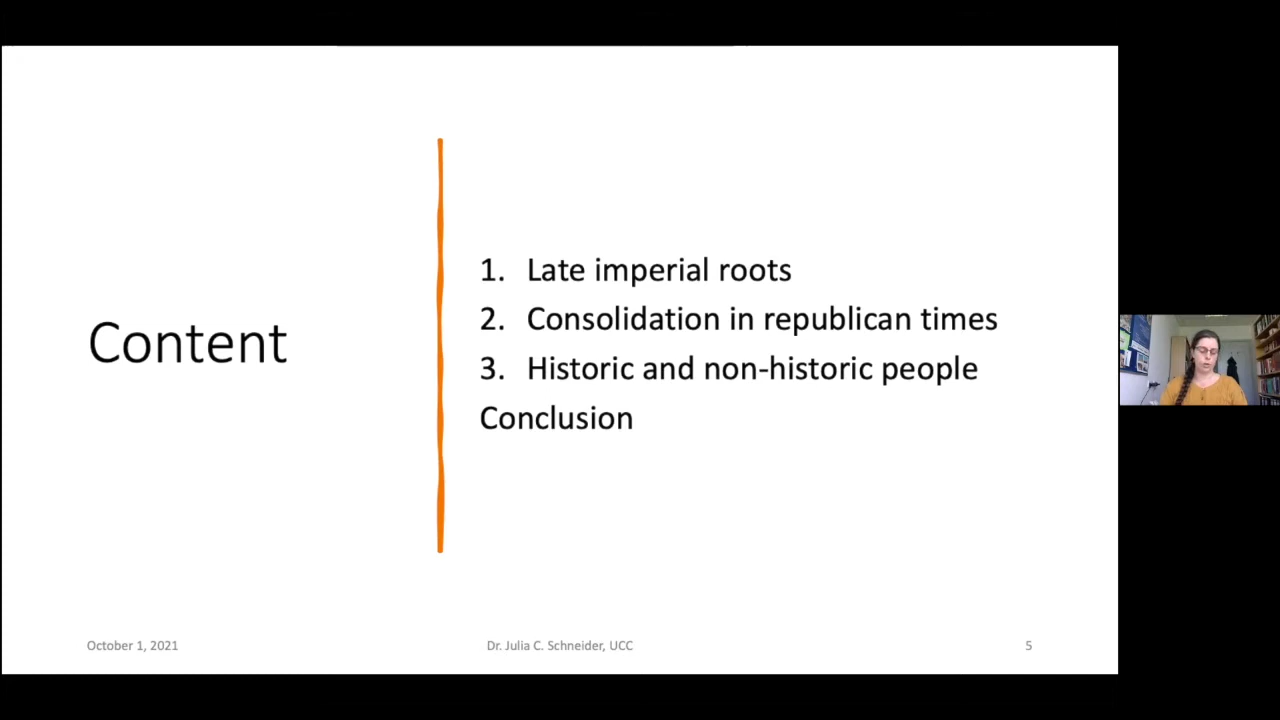 Content
1. Late imperial roots
2. Consolidation in republican times
3. Historic and non-historic people
Conclusion
October 1, 2021
Dr. Julia C. Schneider, UCC
5